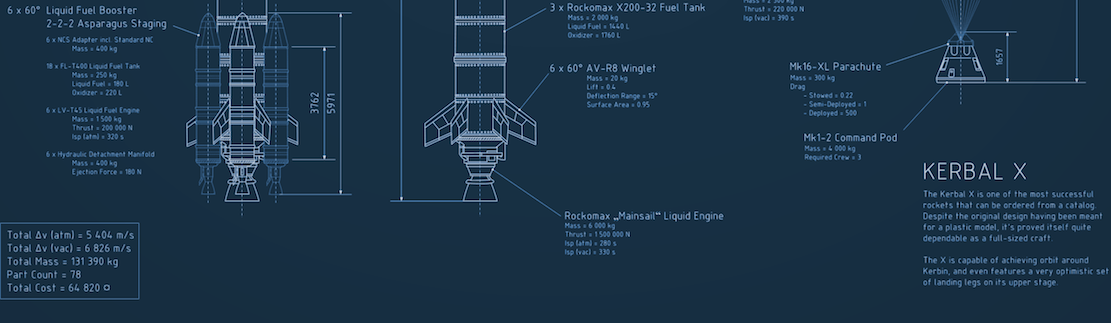 6 x 60° Liquid Fuel Booster
2-2-2 Asparagus Staging
6 x NCS Adapter incl. Standard NC
Mass = 400 kg
18 x FL-T400 Liquid Fuel Tank
Mass = 250 kg
Liquid Fuel = 180 L
Oxidizer = 220 L
6 x LV-T45 Liquid Fuel Engine
Mass = 1 500 kg
Thrust = 200 000 N
Isp (atm) = 320 s
6 x Hydraulic Detachment Manifold
Mass = 400 kg
Ejection Force = 180 N
3762
5971
Total Δv (atm) = 5 404 m/s
Total Δv (vac) = 6 826 m/s
Total Mass = 131 390 kg
Part Count = 78
Total Cost = 64 820 ¤
3 x Rockomax X200-32 Fuel Tank
Mass = 2 000 kg
Liquid Fuel = 1440 L
Oxidizer = 1760 L
6 x 60° AV-R8 Winglet
Mass = 20 kg
Lift = 0.4
Deflection Range = 15°
Surface Area = 0.95
Rockomax „Mainsail“ Liquid Engine
Mass = 6 000 kg
Thrust = 1 500 000 N
Isp (atm) = 280 s
Isp (vac) = 330 s
Thrust = 220 000 N
Isp (vac) = 390 s
Mk16-XL Parachute
Mass = 300 kg
Drag
- Stowed = 0.22
- Semi-Deployed = 1
- Deployed = 500
1657
Mk1-2 Command Pod
Mass = 4 000 kg
Required Crew = 3
KERBAL X
The Kerbal X is one of the most successful
rockets that can be ordered from a catalog.
Despite the original design having been meant
for a plastic model, it's proved itself quite
dependable as a full-sized craft.
The X is capable of achieving orbit around
Kerbin, and even features a very optimistic set
of landing legs on its upper stage.